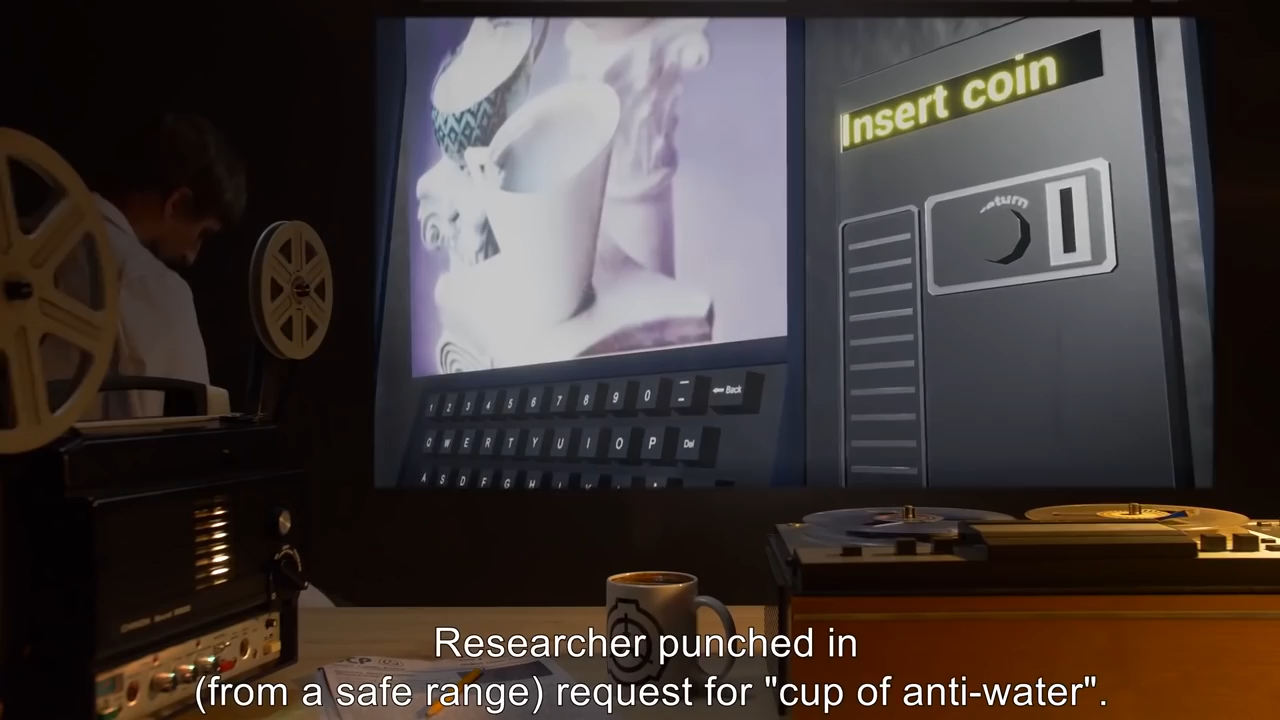 Insert coin
return
1 2 3 4 5 6 7 8 9 0 - Back
Q W E R T Y U I O P Del
A S D F G H
CP
Researcher punched in
(from a safe range) request for "cup of anti-water".